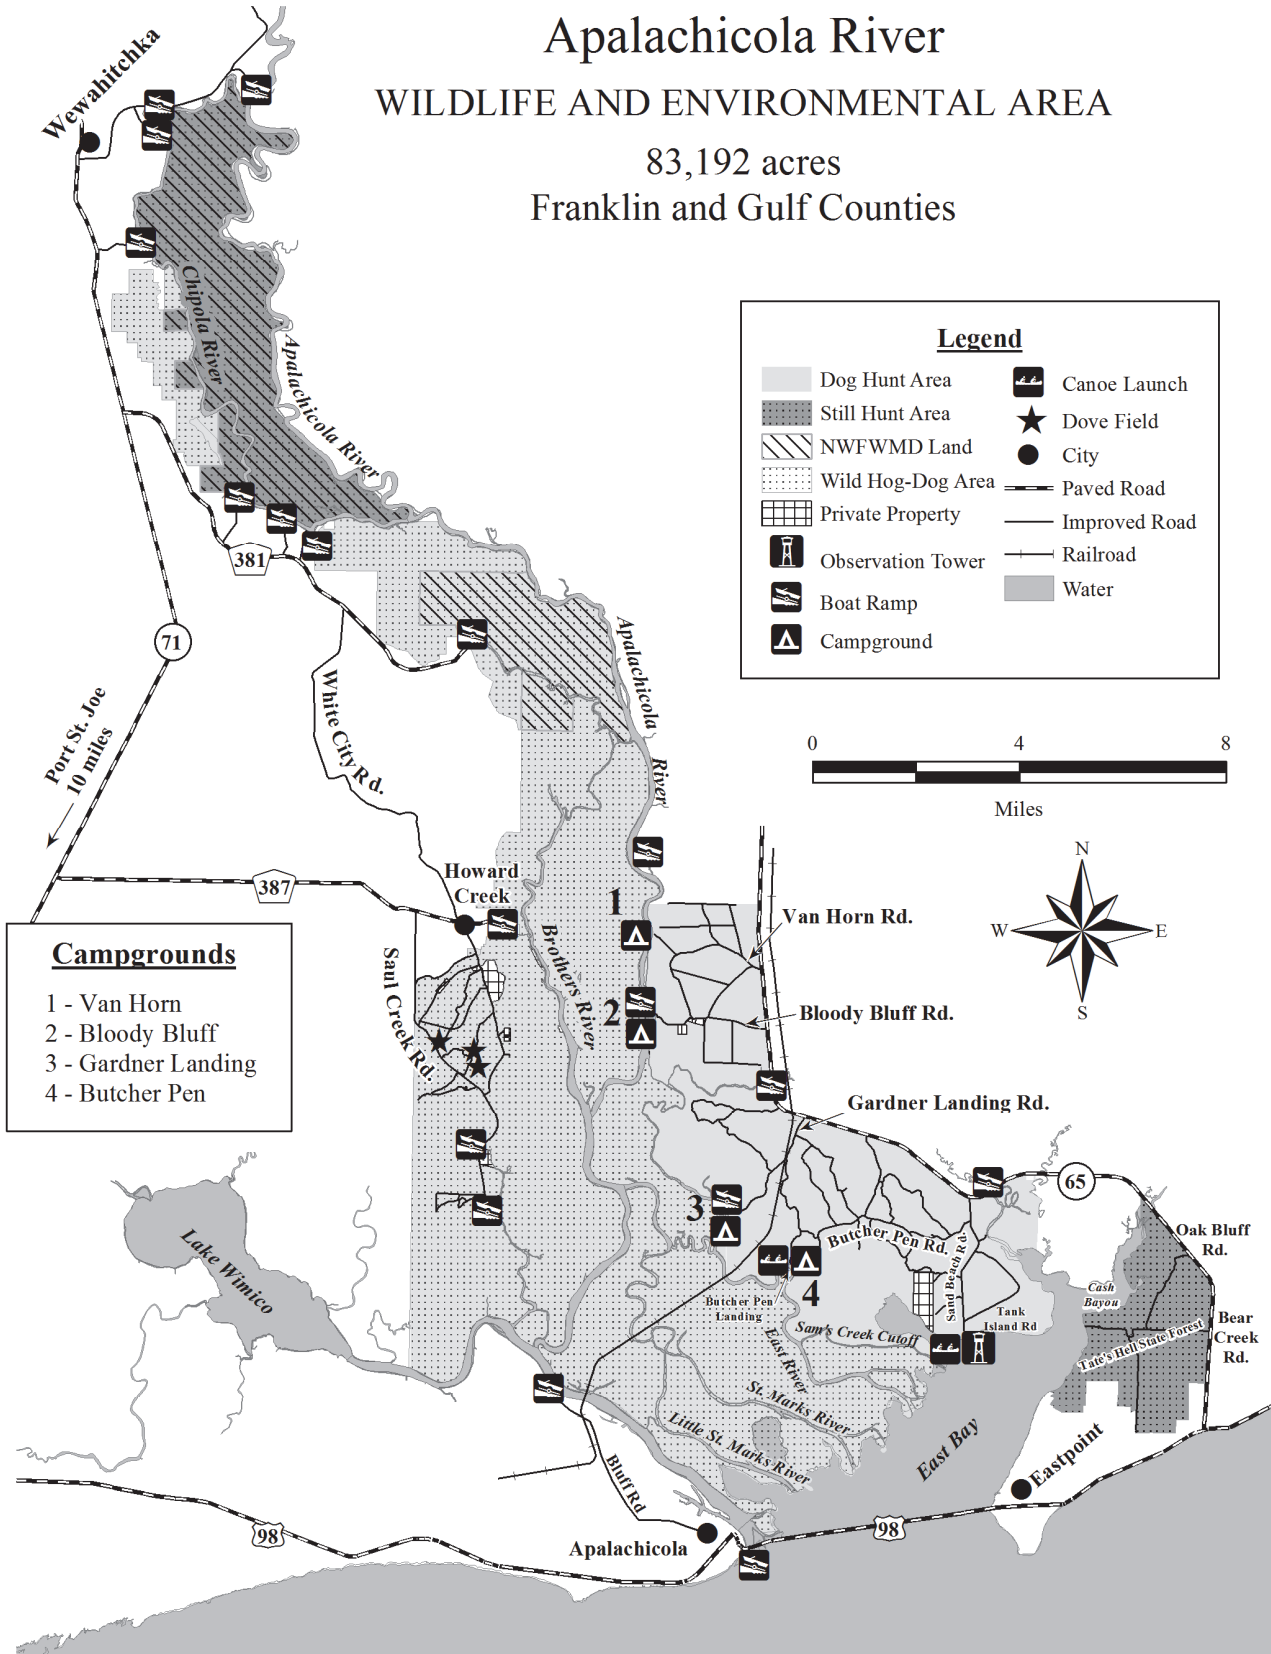 Apalachicola River
WILDLIFE AND ENVIRONMENTAL AREA
83,192 acres
Franklin and Gulf Counties
Wewahitchka
Chipola River
Apalachicola River
Legend
Dog Hunt Area
Still Hunt Area
NWFWMD Land
Wild Hog-Dog Area
Private Property
Observation Tower
Boat Ramp
Campground
Canoe Launch
Dove Field
City
Paved Road
Improved Road
Railroad
Water
381
71
Apalachicola
River
White City Rd.
Port St. Joe
10 miles
0 4 8
Miles
N
W E
S
387
Howard
Creek
1
Van Horn Rd.
Campgrounds
1 - Van Horn
2 - Bloody Bluff
3 - Gardner Landing
4 - Butcher Pen
Saul Creek Rd.
Brothers River
2
Bloody Bluff Rd.
Gardner Landing Rd.
65
3
Butcher Pen Rd.
Sand Beach Rd.
Oak Bluff
Rd.
Lake Wimico
4
Butcher Pen
Landing
Cash
Bayou
Tank
Island Rd
Bear
Creek
Rd.
Sam's Creek Cutoff
East River
Tate's Hell State Forest
St. Marks River
Little St. Marks River
East Bay
Eastpoint
Bluff Rd
98
98
Apalachicola